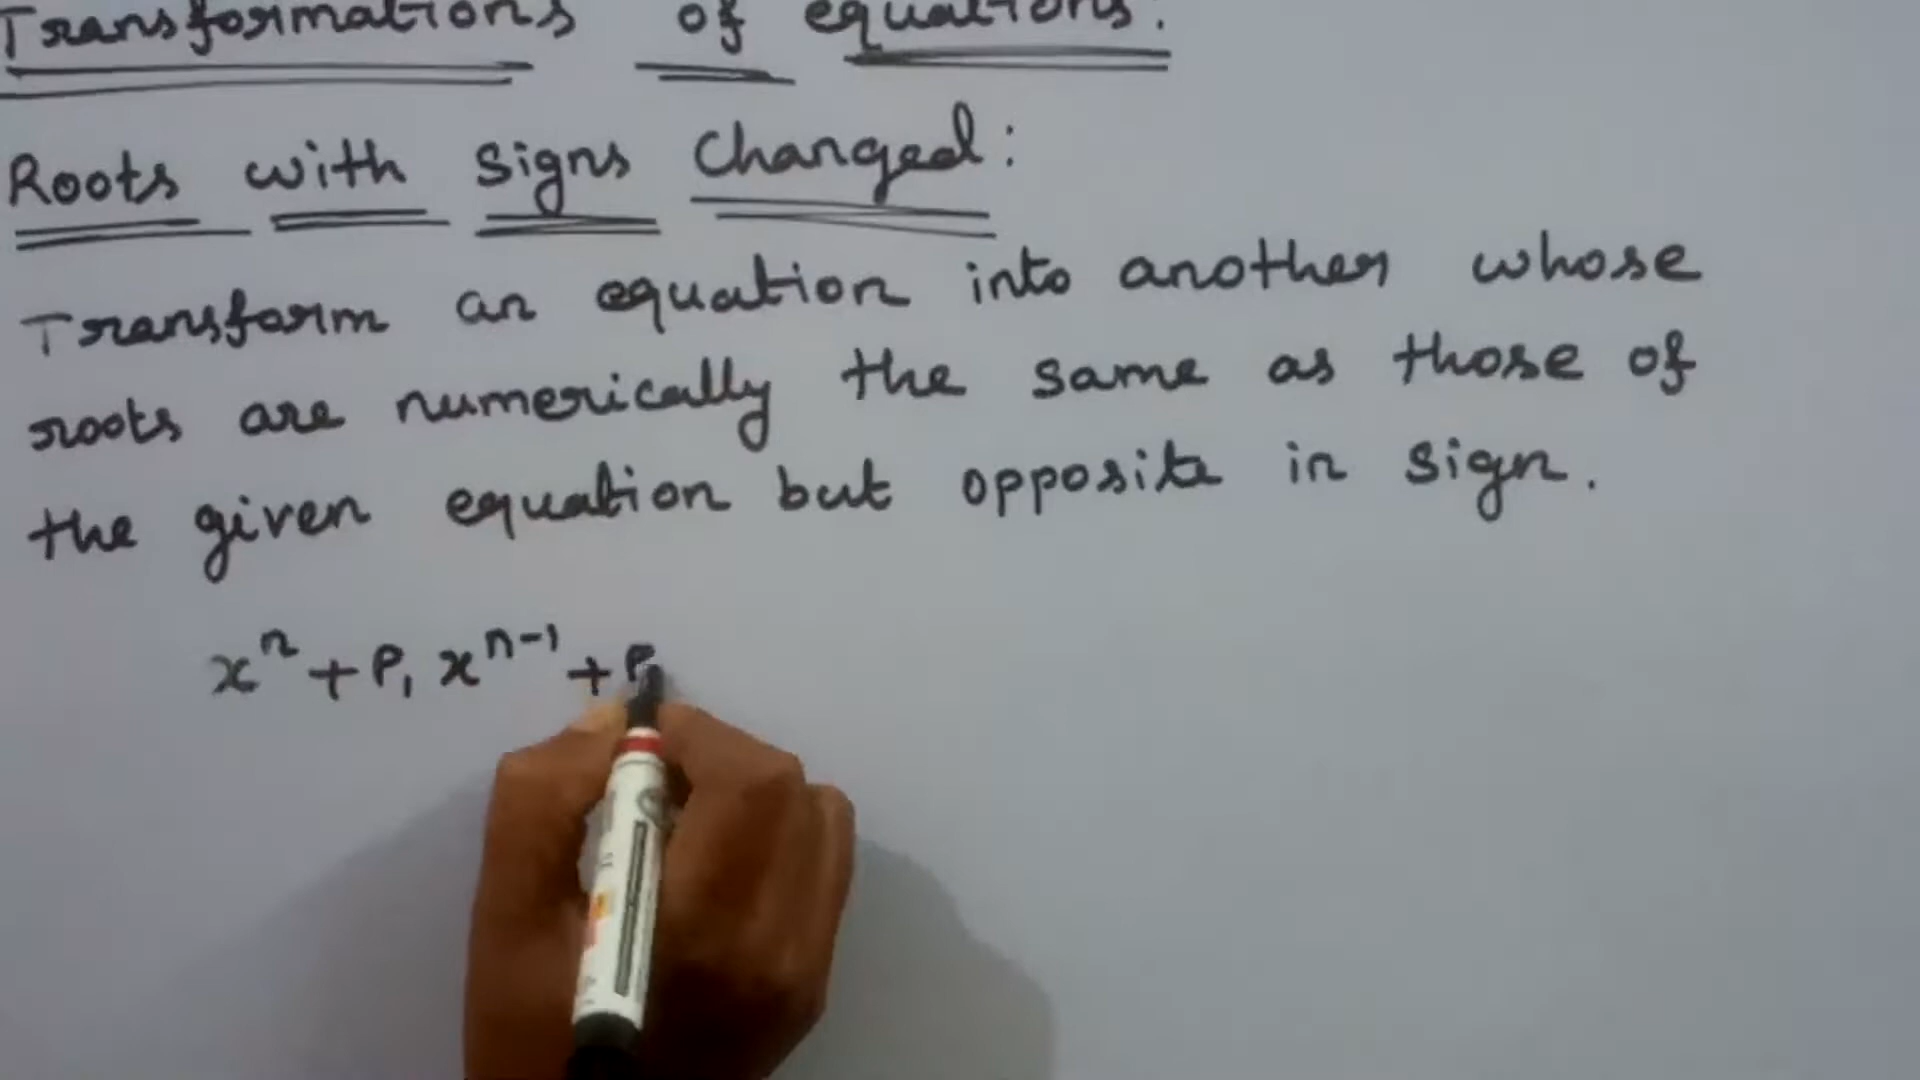 Transformations of equations:
Roots with Signs Changed:
Transform an equation into another whose
roots are numerically the same as those of
the given equation but opposite in sign.
xⁿ + P₁ xⁿ⁻¹ + P